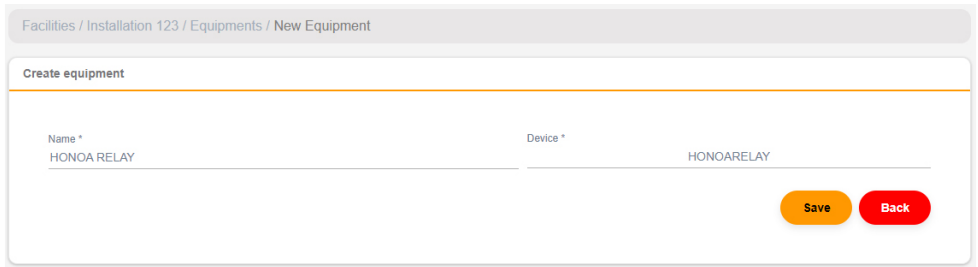 Facilities / Installation 123 / Equipments / New Equipment
Create equipment
Name * Device *
HONOA RELAY HONOARELAY
Save Back